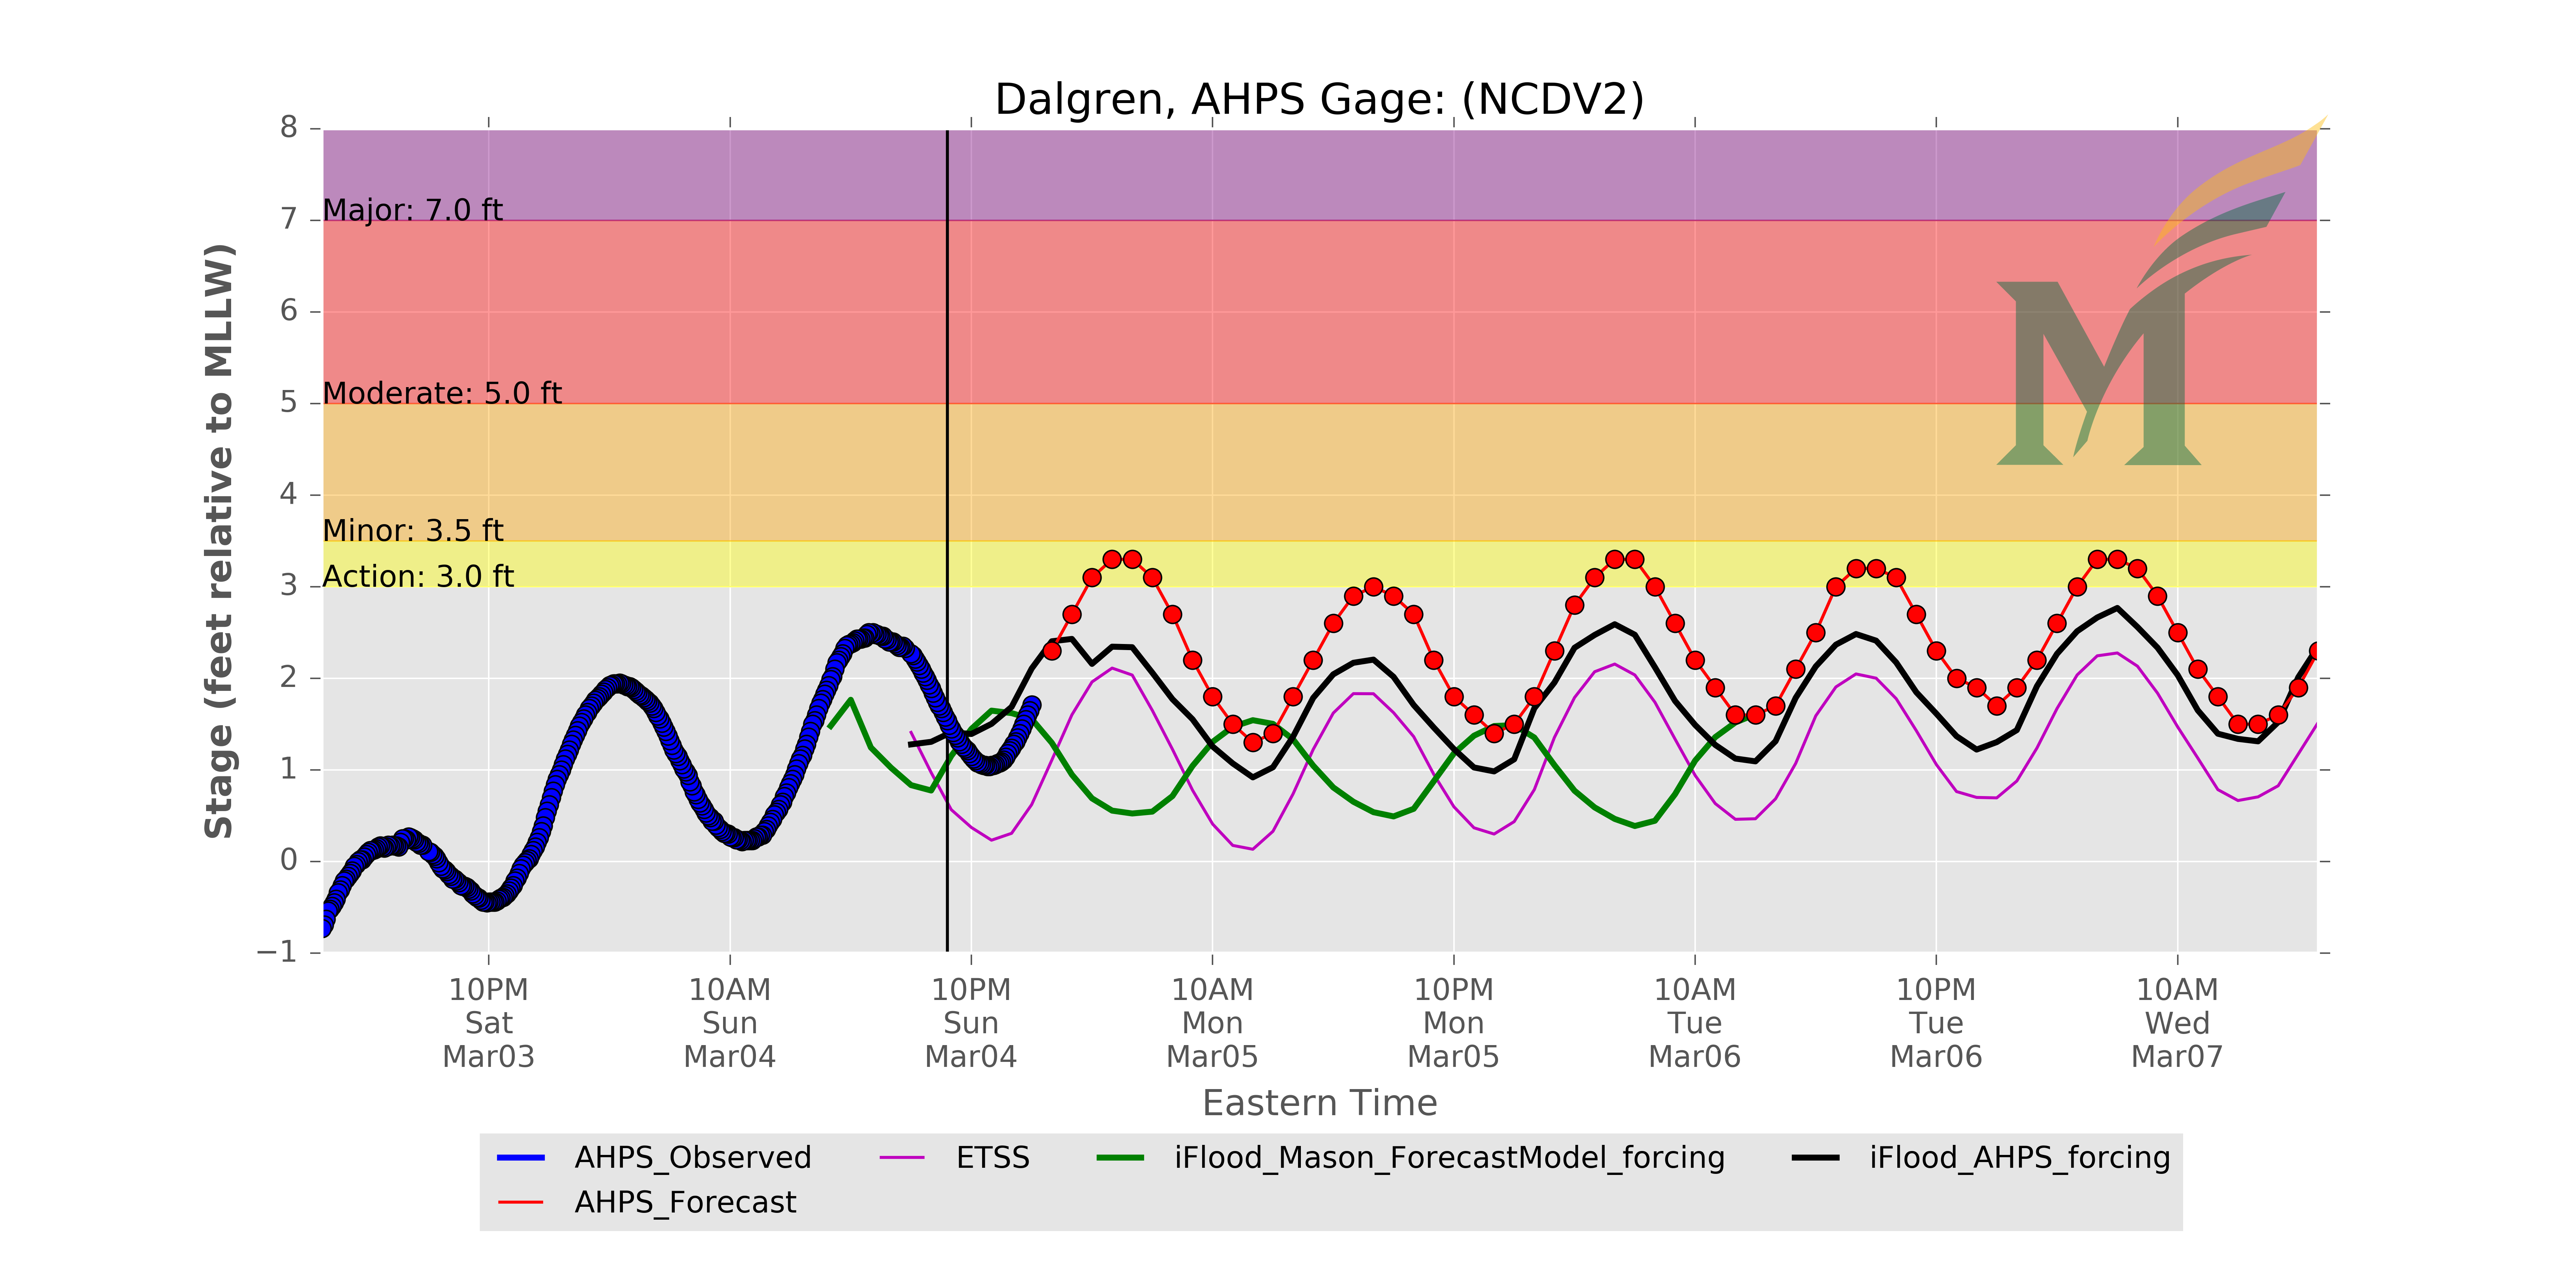 Dalgren, AHPS Gage: (NCDV2)
Stage (feet relative to MLLW)
8
7
6
5
4
3
2
1
0
−1
Major: 7.0 ft
Moderate: 5.0 ft
Minor: 3.5 ft
Action: 3.0 ft
10PM
Sat
Mar03
10AM
Sun
Mar04
10PM
Sun
Mar04
10AM
Mon
Mar05
10PM
Mon
Mar05
10AM
Tue
Mar06
10PM
Tue
Mar06
10AM
Wed
Mar07
Eastern Time
AHPS_Observed
AHPS_Forecast
ETSS
iFlood_Mason_ForecastModel_forcing
iFlood_AHPS_forcing
M